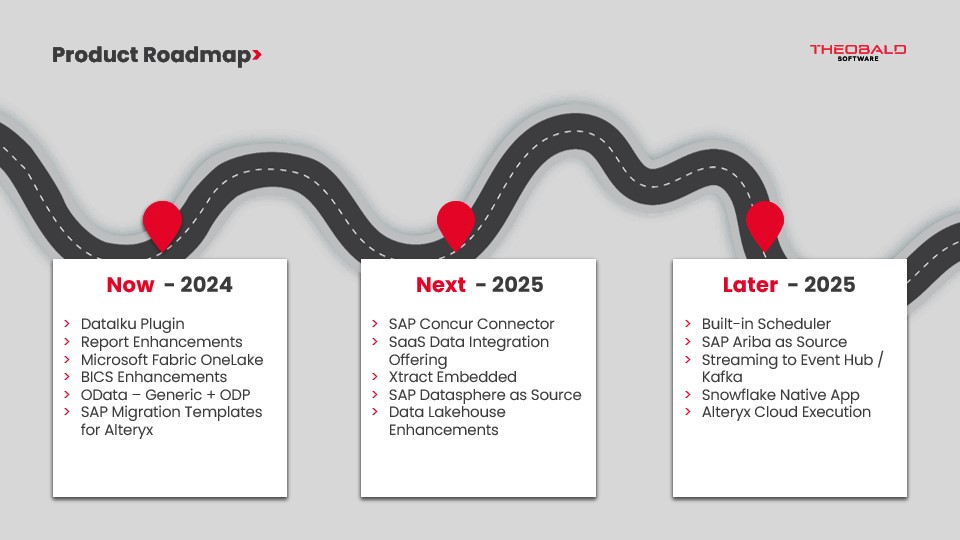 Product Roadmap>
THEOBALD
SOFTWARE
Now - 2024
> Dataiku Plugin
> Report Enhancements
> Microsoft Fabric OneLake
> BICS Enhancements
> OData – Generic + ODP
> SAP Migration Templates
for Alteryx
Next - 2025
> SAP Concur Connector
> SaaS Data Integration
Offering
> Xtract Embedded
> SAP Datasphere as Source
> Data Lakehouse
Enhancements
Later - 2025
> Built-in Scheduler
> SAP Ariba as Source
> Streaming to Event Hub /
Kafka
> Snowflake Native App
> Alteryx Cloud Execution